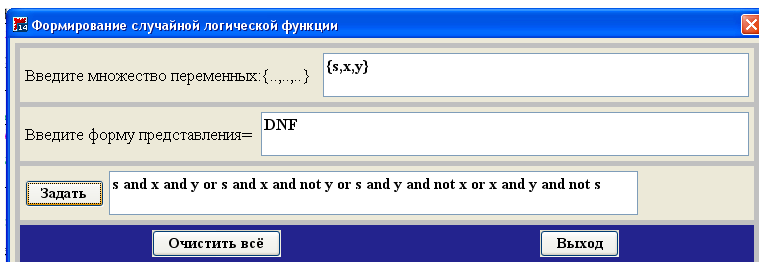 Формирование случайной логической функции
Введите множество переменных:{..,..,..} {s,x,y}
Введите форму представления= DNF
Задать s and x and y or s and x and not y or s and y and not x or x and y and not s
Очистить всё Выход